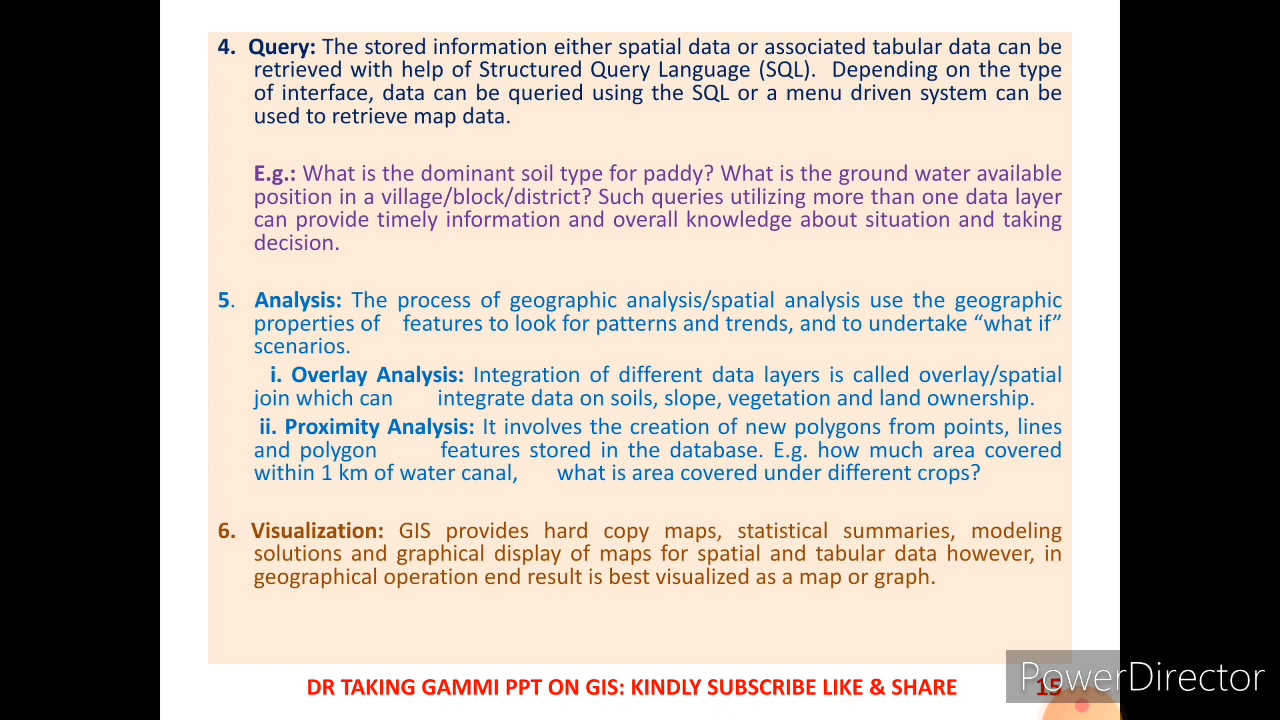 4. Query: The stored information either spatial data or associated tabular data can be
retrieved with help of Structured Query Language (SQL). Depending on the type
of interface, data can be queried using the SQL or a menu driven system can be
used to retrieve map data.
E.g.: What is the dominant soil type for paddy? What is the ground water available
position in a village/block/district? Such queries utilizing more than one data layer
can provide timely information and overall knowledge about situation and taking
decision.
5. Analysis: The process of geographic analysis/spatial analysis use the geographic
properties of features to look for patterns and trends, and to undertake “what if”
scenarios.
i. Overlay Analysis: Integration of different data layers is called overlay/spatial
join which can integrate data on soils, slope, vegetation and land ownership.
ii. Proximity Analysis: It involves the creation of new polygons from points, lines
and polygon features stored in the database. E.g. how much area covered
within 1 km of water canal, what is area covered under different crops?
6. Visualization: GIS provides hard copy maps, statistical summaries, modeling
solutions and graphical display of maps for spatial and tabular data however, in
geographical operation end result is best visualized as a map or graph.
DR TAKING GAMMI PPT ON GIS: KINDLY SUBSCRIBE LIKE & SHARE
15
PowerDirector